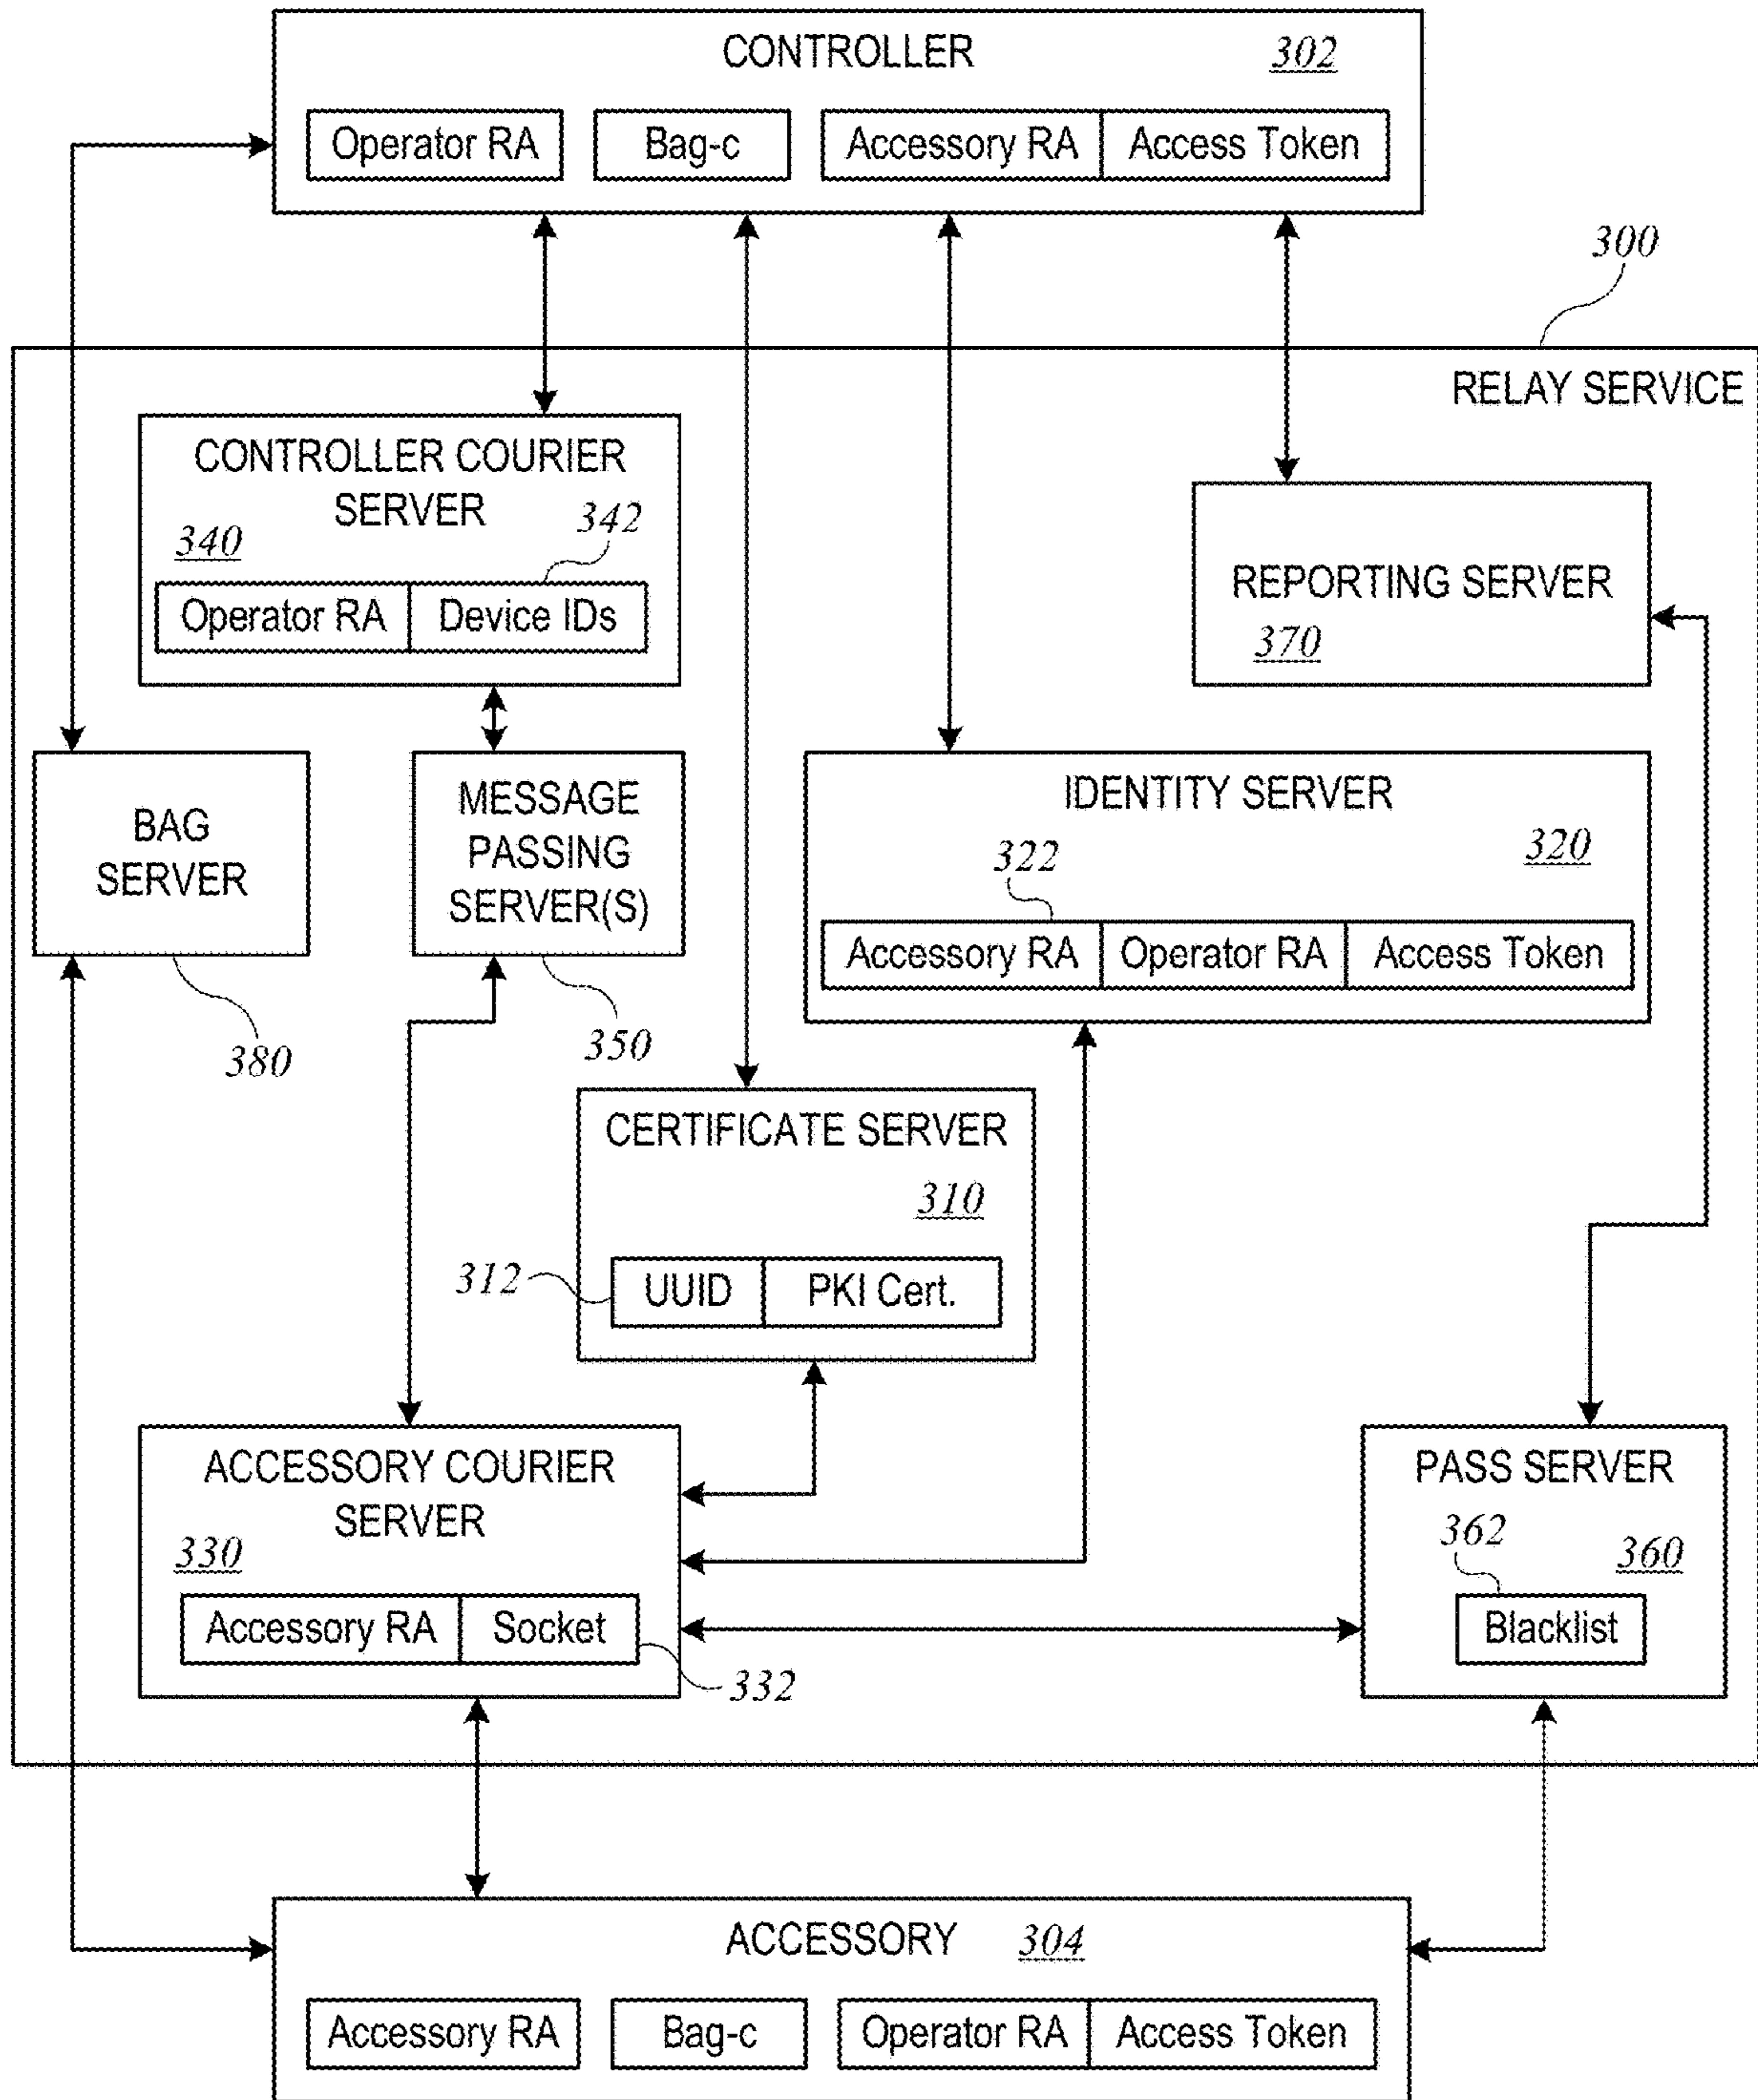 CONTROLLER 302
Operator RA Bag-c Accessory RA Access Token
300
RELAY SERVICE
CONTROLLER COURIER
SERVER
340 342
Operator RA Device IDs
REPORTING SERVER
370
BAG
SERVER
380
MESSAGE
PASSING
SERVER(S)
350
IDENTITY SERVER
320
322
Accessory RA Operator RA Access Token
CERTIFICATE SERVER
310
312 UUID PKI Cert.
ACCESSORY COURIER
SERVER
330
Accessory RA Socket
332
PASS SERVER
362 360
Blacklist
ACCESSORY 304
Accessory RA Bag-c Operator RA Access Token